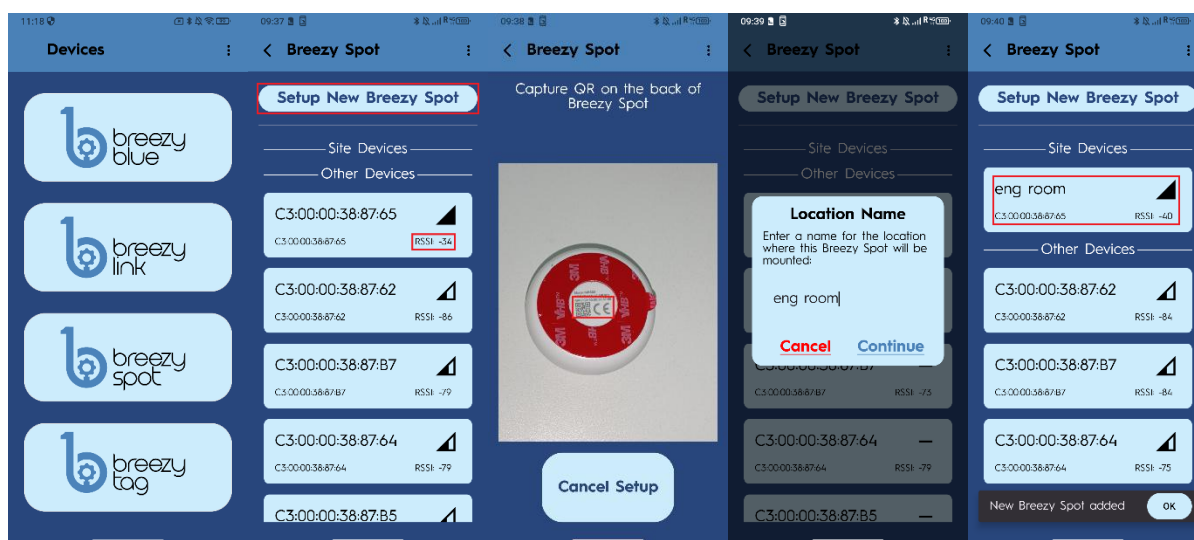 11:18
Devices
breezy
blue
breezy
link
breezy
spot
breezy
tag
09:37
Breezy Spot
Setup New Breezy Spot
Site Devices
Other Devices
C3:00:00:38:87:65
C3:00:00:38:87:65 RSSI: -34
C3:00:00:38:87:62
C3:00:00:38:87:62 RSSI: -86
C3:00:00:38:87:B7
C3:00:00:38:87:B7 RSSI: -79
C3:00:00:38:87:64
C3:00:00:38:87:64 RSSI: -79
C3:00:00:38:87:B5
09:38
Breezy Spot
Capture QR on the back of
Breezy Spot
3M VHB
CE
Cancel Setup
09:39
Breezy Spot
Setup New Breezy Spot
Site Devices
Other Devices
Location Name
Enter a name for the location
where this Breezy Spot will be
mounted:
eng room
Cancel Continue
C3:00:00:38:87:B7
C3:00:00:38:87:B7 RSSI: -73
C3:00:00:38:87:64
C3:00:00:38:87:64 RSSI: -79
C3:00:00:38:87:B5
09:40
Breezy Spot
Setup New Breezy Spot
Site Devices
eng room
C3:00:00:38:87:65 RSSI: -40
Other Devices
C3:00:00:38:87:62
C3:00:00:38:87:62 RSSI: -84
C3:00:00:38:87:B7
C3:00:00:38:87:B7 RSSI: -84
C3:00:00:38:87:64
C3:00:00:38:87:64 RSSI: -75
New Breezy Spot added OK